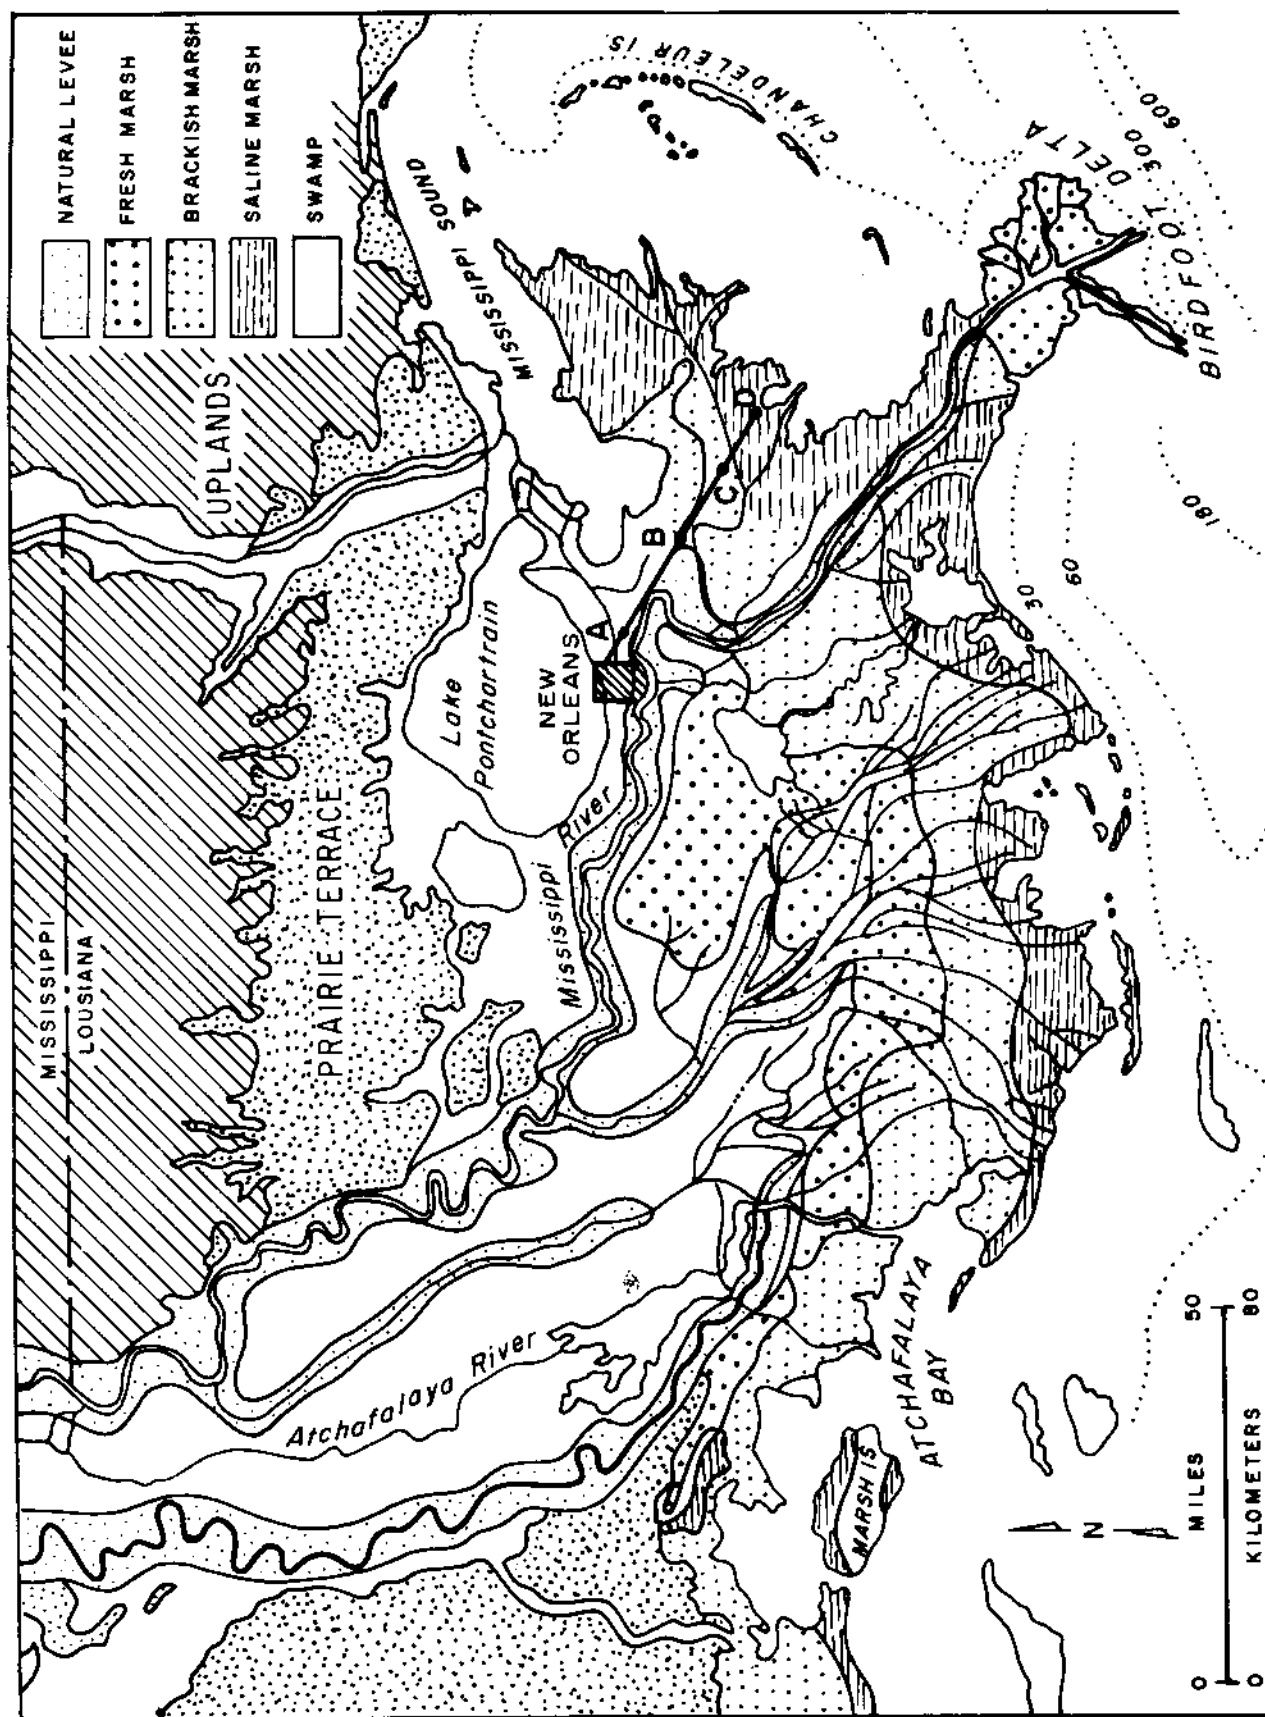 NATURAL LEVEE
FRESH MARSH
BRACKISH MARSH
SALINE MARSH
SWAMP
MISSISSIPPI
LOUSIANA
UPLANDS
PRAIRIE TERRACE
MISSISSIPPI SOUND
CHANDELEUR IS
Lake
Pontchartrain
NEW
ORLEANS
A
B
C
D
Mississippi River
Atchafalaya River
ATCHAFALAYA
BAY
MARSH IS
BIRDFOOT DELTA
30
60
180
300
600
N
0 MILES 50
0 KILOMETERS 80